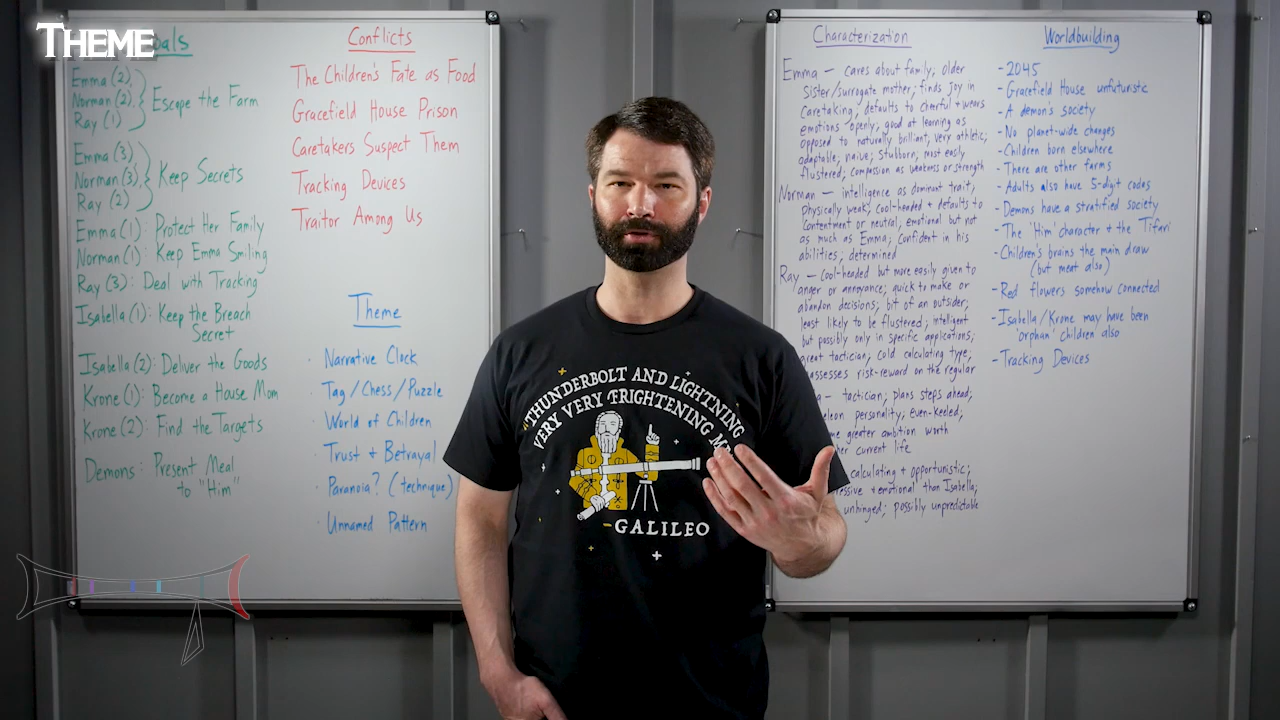 THEME
Goals
Emma (2),
Norman (2),
Ray (1)
Escape the Farm
Emma (3),
Norman (3),
Ray (2)
Keep Secrets
Emma (1): Protect Her Family
Norman (1): Keep Emma Smiling
Ray (3): Deal with Tracking
Isabella (1): Keep the Breach
Secret
Isabella (2): Deliver the Goods
Krone (1): Become a House Mom
Krone (2): Find the Targets
Demons: Present Meal
to "Him"
Conflicts
The Children's Fate as Food
Gracefield House Prison
Caretakers Suspect Them
Tracking Devices
Traitor Among Us
Theme
· Narrative Clock
· Tag/Chess/Puzzle
· World of Children
· Trust + Betrayal
· Paranoia? (technique)
· Unnamed Pattern
"THUNDERBOLT AND LIGHTNING
VERY VERY FRIGHTENING
-GALILEO
Characterization
Emma – cares about family; older
sister/surrogate mother; finds joy in
caretaking, defaults to cheerful + wears
emotions openly; good at learning as
opposed to naturally brilliant, very athletic;
adaptable, naive; stubborn; most easily
flustered; compassion as weakness or strength
Norman – intelligence as dominant trait;
physically weak; cool-headed + defaults to
contentment or neutral, emotional but not
as much as Emma; confident in his
abilities; determined
Ray – cool-headed but more easily given to
anger or annoyance; quick to make or
abandon decisions; bit of an outsider;
least likely to be flustered; intelligent
but possibly only in specific applications;
great tactician, cold calculating type,
assesses risk-reward on the regular
– tactician, plans steps ahead;
personality; even-keeled;
greater ambition worth
her current life
calculating + opportunistic;
+ emotional than Isabella;
unhinged; possibly unpredictable
Worldbuilding
- 2045
- Gracefield House unfuturistic
- A demon's society
- No planet-wide changes
- Children born elsewhere
- There are other farms
- Adults also have 5-digit codes
- Demons have a stratified society
- The 'Him' character + the Tifari
- Children's brains the main draw
(but meat also)
- Red flowers somehow connected
- Isabella/Krone may have been
'orphan' children also
- Tracking Devices